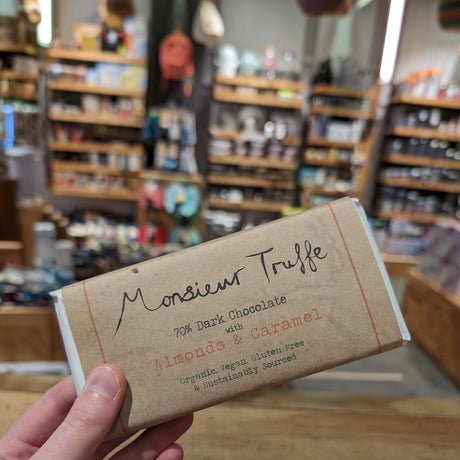 Monsieur Truffe
70% Dark Chocolate
with
Almonds & Caramel
Organic, Vegan, Gluten Free
& Sustainably Sourced